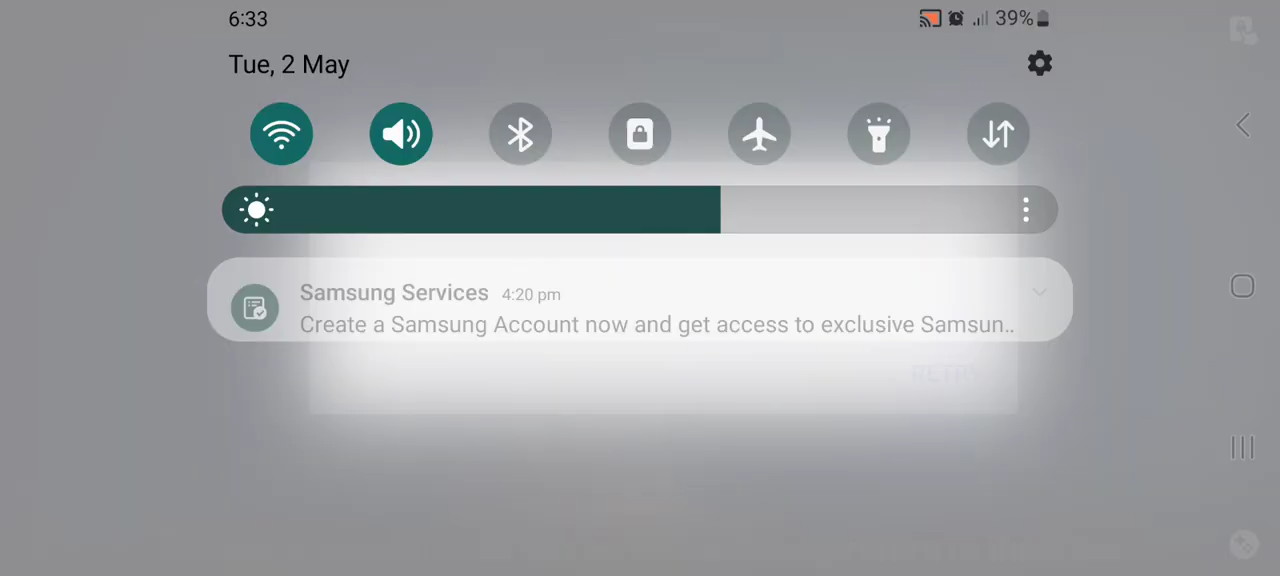 6:33
39%
Tue, 2 May
Samsung Services 4:20 pm
Create a Samsung Account now and get access to exclusive Samsun..
RETRY